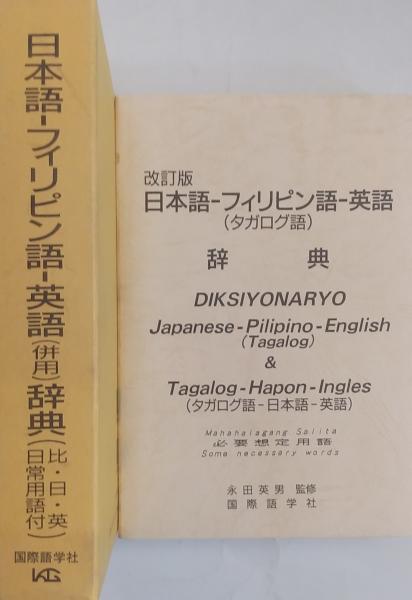 日本語-フィリピン語-英語(併用)辞典(比・日・英日常用語付)
国際語学社
改訂版
日本語-フィリピン語-英語
(タガログ語)
辞 典
DIKSIYONARYO
Japanese-Pilipino-English
(Tagalog)
&
Tagalog-Hapon-Ingles
(タガログ語-日本語-英語)
Mahahalagang Salita
必要想定用語
Some necessary words
永田英男 監修
国際語学社